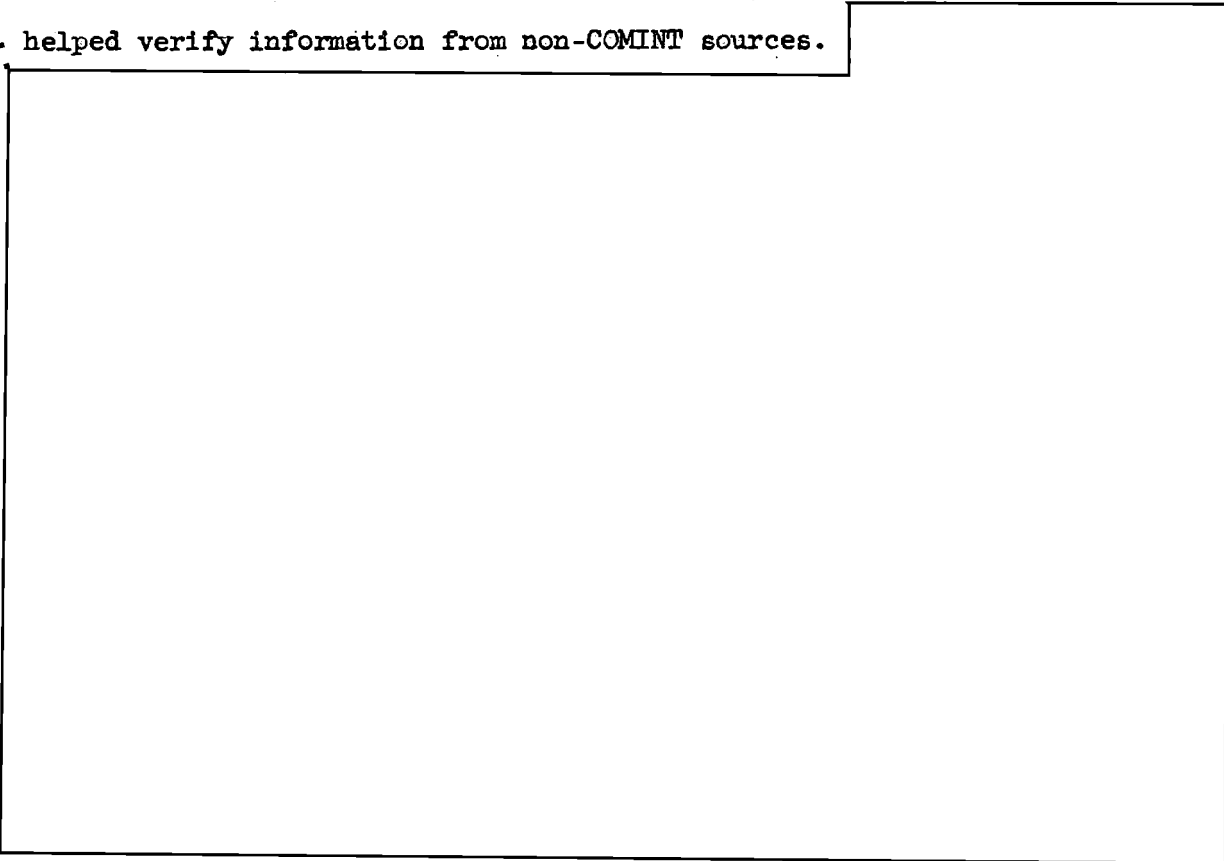 . helped verify information from non-COMINT sources.